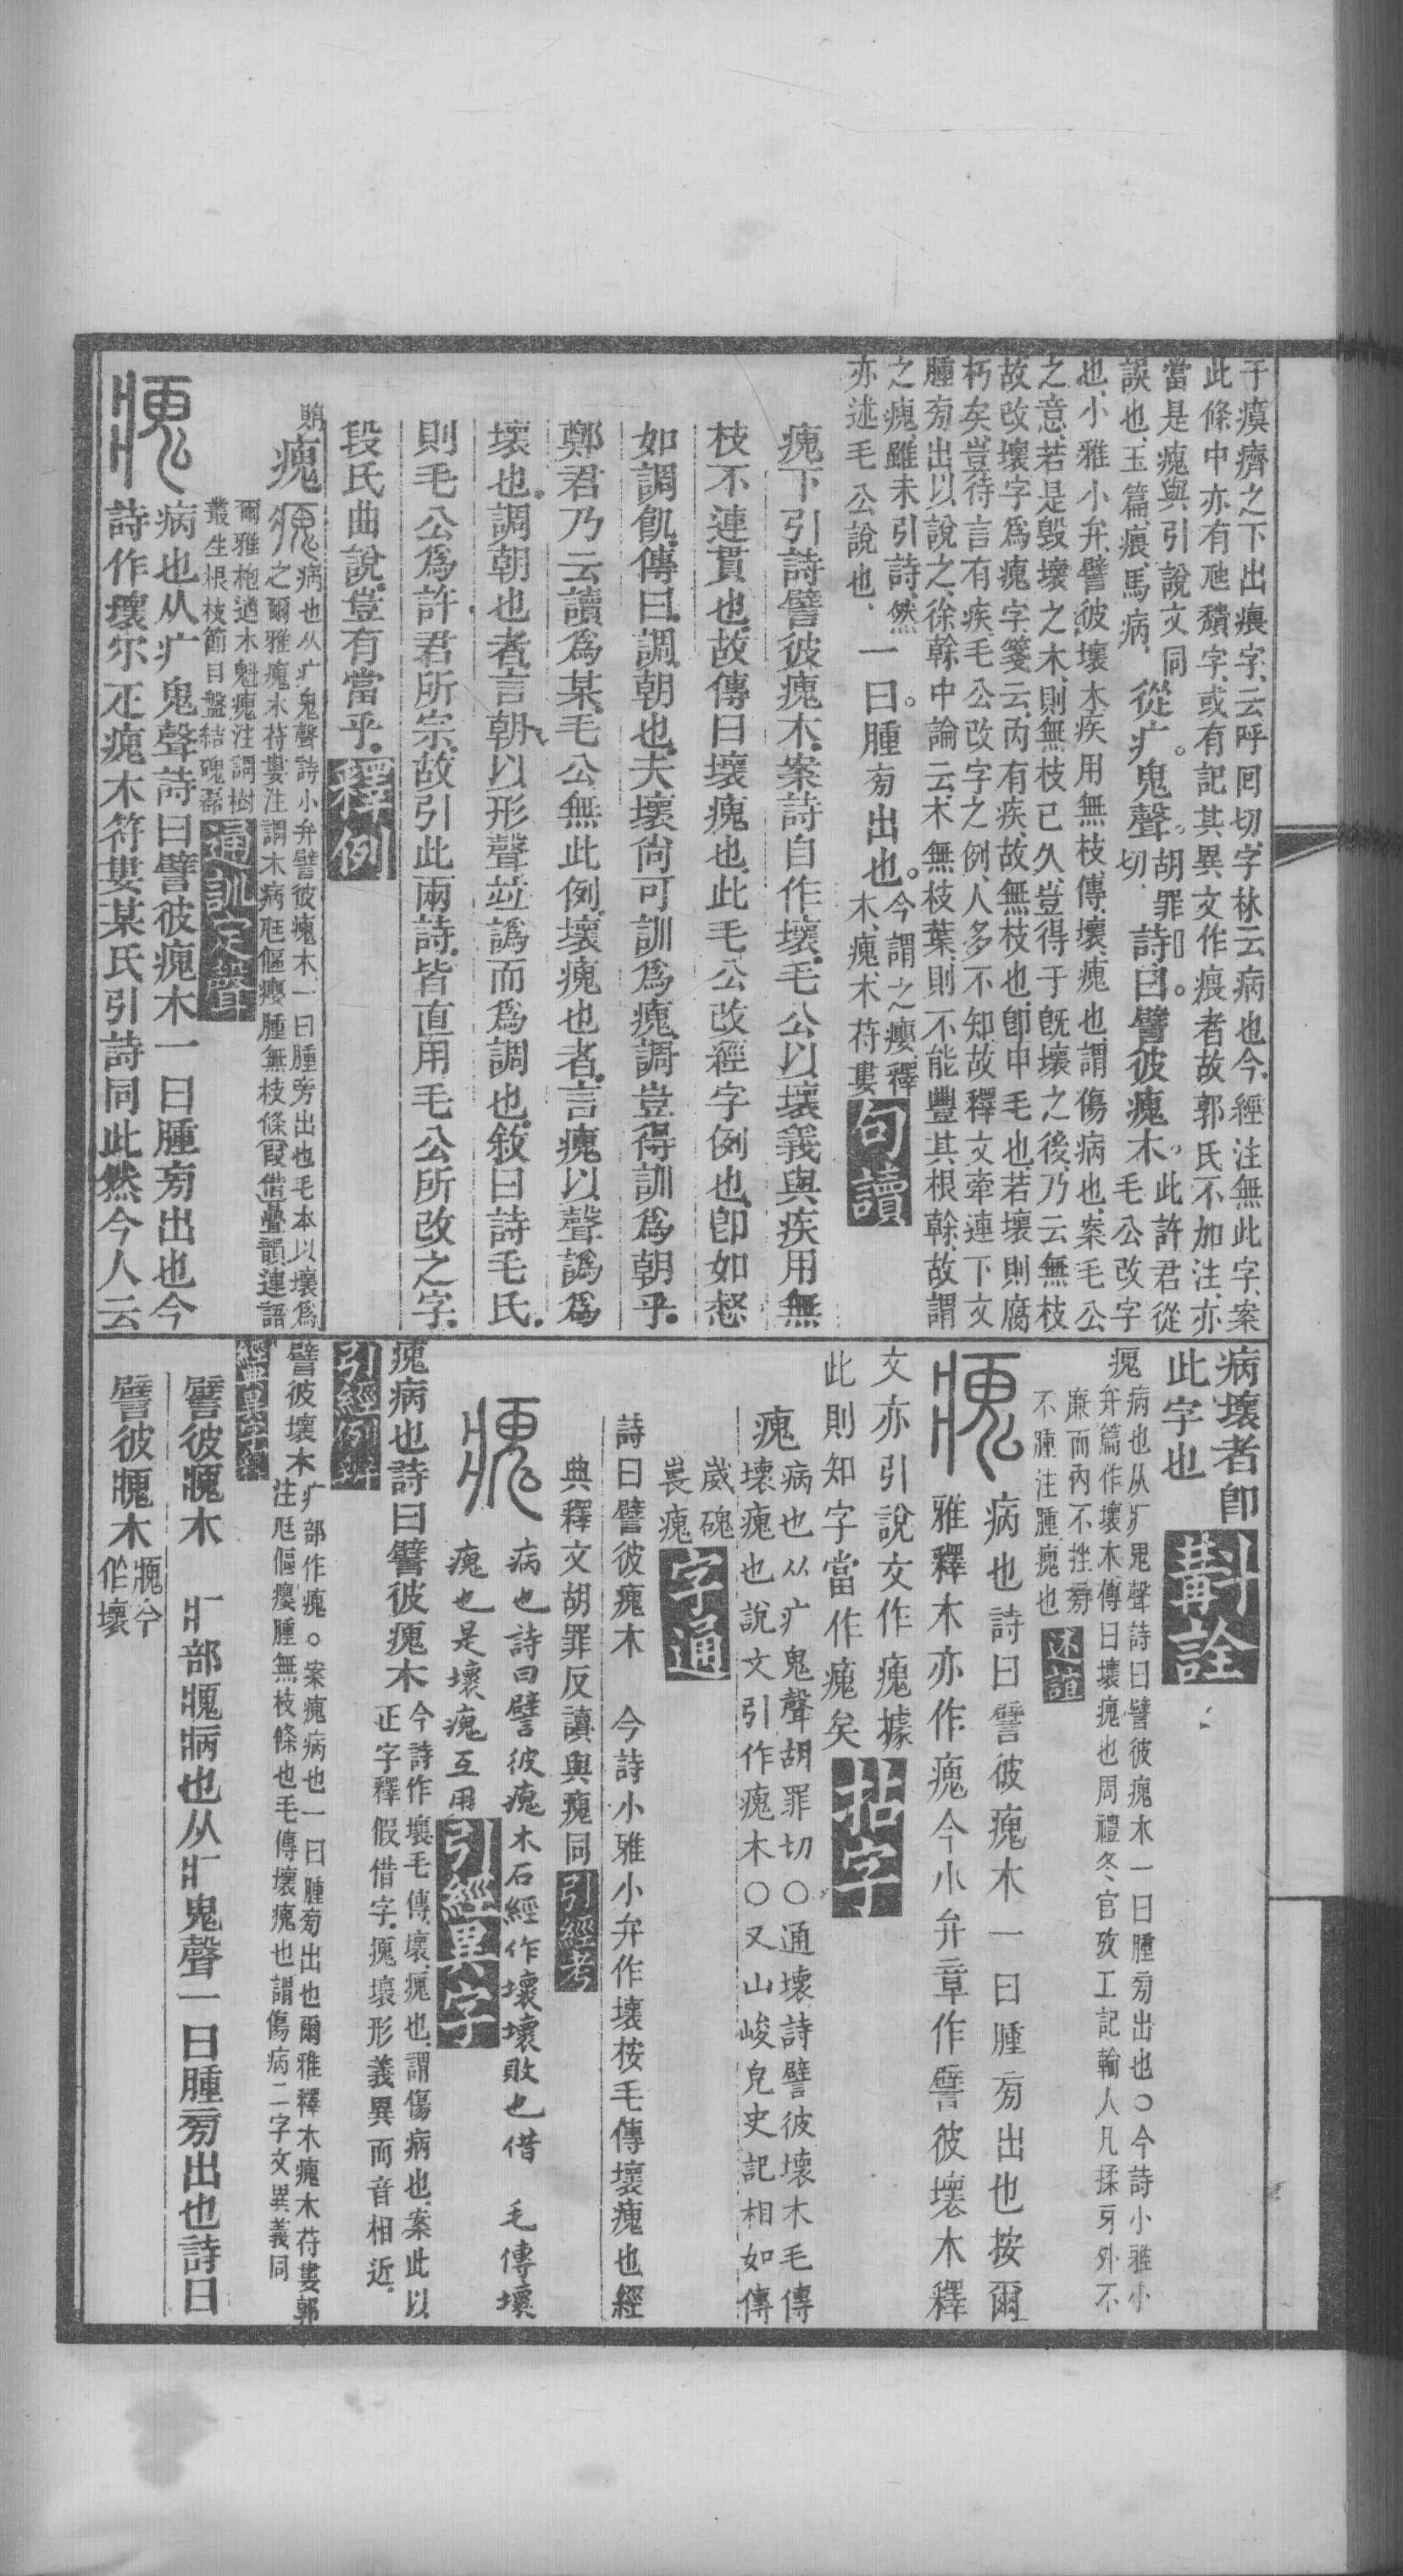 于瘼癠之下出瘣字、云呼回切、字林云病也、今經注無此字、案
此條中亦有虺頹字、或有記其異文作瘣者、故郭氏不加注、亦
當是瘣與引說文同
誤也、玉篇、瘣、馬病、
從疒。鬼聲。胡罪切。詩曰譬彼瘣木。此許君從毛公改字
也、小雅小弁、譬彼壞木、疾用無枝、傳、壞、瘣也、謂傷病也、案毛公
之意、若是毀壞之木、則無枝已久、豈得于旣壞之後、乃云無枝
故改壞字爲瘣字、箋云、內有疾、故無枝也、卽申毛也、若壞則腐
朽矣、豈待言有疾、毛公改字之例、人多不知、故釋文牽連下文
腫㫄出以說之、徐幹中論云、木無枝葉、則不能豐其根幹、故謂
之瘣、雖未引詩、然
亦述毛公說也、
一曰腫㫄出也。今謂之癭、釋木、瘣木、苻婁
句讀
瘣下引詩譬彼瘣木、案詩自作壞、毛公以壞義與疾用無
枝不連貫也、故傳曰壞瘣也、此毛公改經字例也、卽如惄
如調飢、傳曰、調、朝也、夫壞尙可訓爲瘣、調豈得訓爲朝乎、
鄭君乃云讀爲某、毛公無此例、壞瘣也者、言瘣以聲譌爲
壞也、調朝也者、言朝以形聲竝譌而爲調也、敘曰詩毛氏、
則毛公爲許君所宗、故引此兩詩、皆直用毛公所改之字、
段氏曲說、豈有當乎、
釋例
瘣
病也从疒鬼聲詩小弁譬彼瘣木、一曰腫旁出也毛本以壞爲
之爾雅瘣木苻婁注謂木病尫傴癭腫無枝條叚借疊韻連語
爾雅枹遒木魁瘣注謂樹
叢生根枝節目盤結磈磊
通訓定聲
病也从疒鬼聲詩曰譬彼瘣木一曰腫㫄出也今
詩作壞尔疋瘣木符婁某氏引詩同此然今人云
病壞者卽
此字也
斠詮
瘣
病也从疒鬼聲詩曰譬彼瘣木一曰腫㫄出也〇今詩小雅小
弁篇作壞木傳曰壞瘣也周禮冬官攷工記輪人凡揉牙外不
廉而內不挫㫄
不腫注腫瘣也
述誼
病也詩曰譬彼瘣木一曰腫㫄出也按爾
雅釋木亦作瘣今小弁章作譬彼壞木釋
文亦引說文作瘣據
此則知字當作瘣矣
拈字
瘣
病也从疒鬼聲胡罪切〇通壞詩譬彼壞木毛傳
壞瘣也說文引作瘣木〇又山峻皃史記相如傳
崴磈
嵔瘣
字通
詩曰譬彼瘣木　今詩小雅小弁作壞桉毛傳壞瘣也經
典釋文胡罪反讀與瘣同
引經考
病也詩曰譬彼瘣木石經作壞壞敗也借　毛傳壞
瘣也是壞瘣互用
引經異字
瘣病也詩曰譬彼瘣木
今詩作壞毛傳、壞、瘣也、謂傷病也、案此以
正字釋假借字、瘣壞形義異而音相近、
引經例辨
譬彼壞木
疒部作瘣〇案瘣病也一曰腫㫄出也爾雅釋木瘣木苻婁郭
注尫傴癭腫無枝條也毛傳壞瘣也謂傷病二字文異義同
譬彼瘣木　疒部瘣病也从疒鬼聲一曰腫㫄出也詩曰
譬彼瘣木
瘣今
作壞